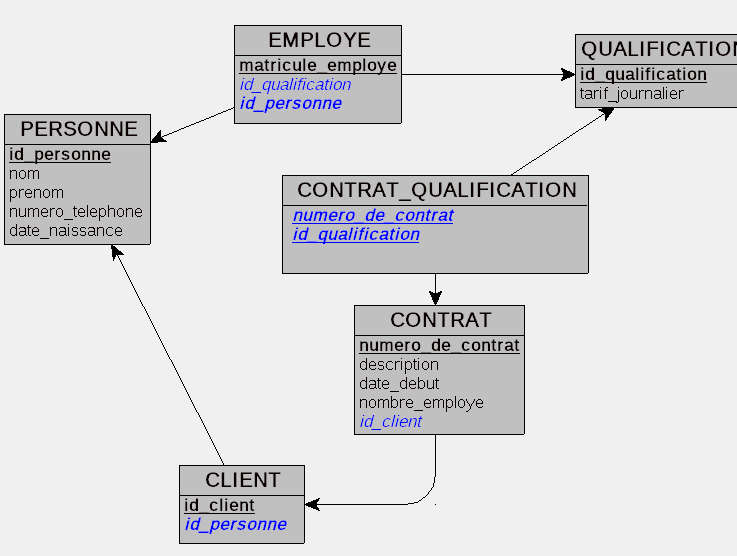 EMPLOYE
matricule_employe
id_qualification
id_personne
QUALIFICATION
id_qualification
tarif_journalier
PERSONNE
id_personne
nom
prenom
numero_telephone
date_naissance
CONTRAT_QUALIFICATION
numero_de_contrat
id_qualification
CONTRAT
numero_de_contrat
description
date_debut
nombre_employe
id_client
CLIENT
id_client
id_personne